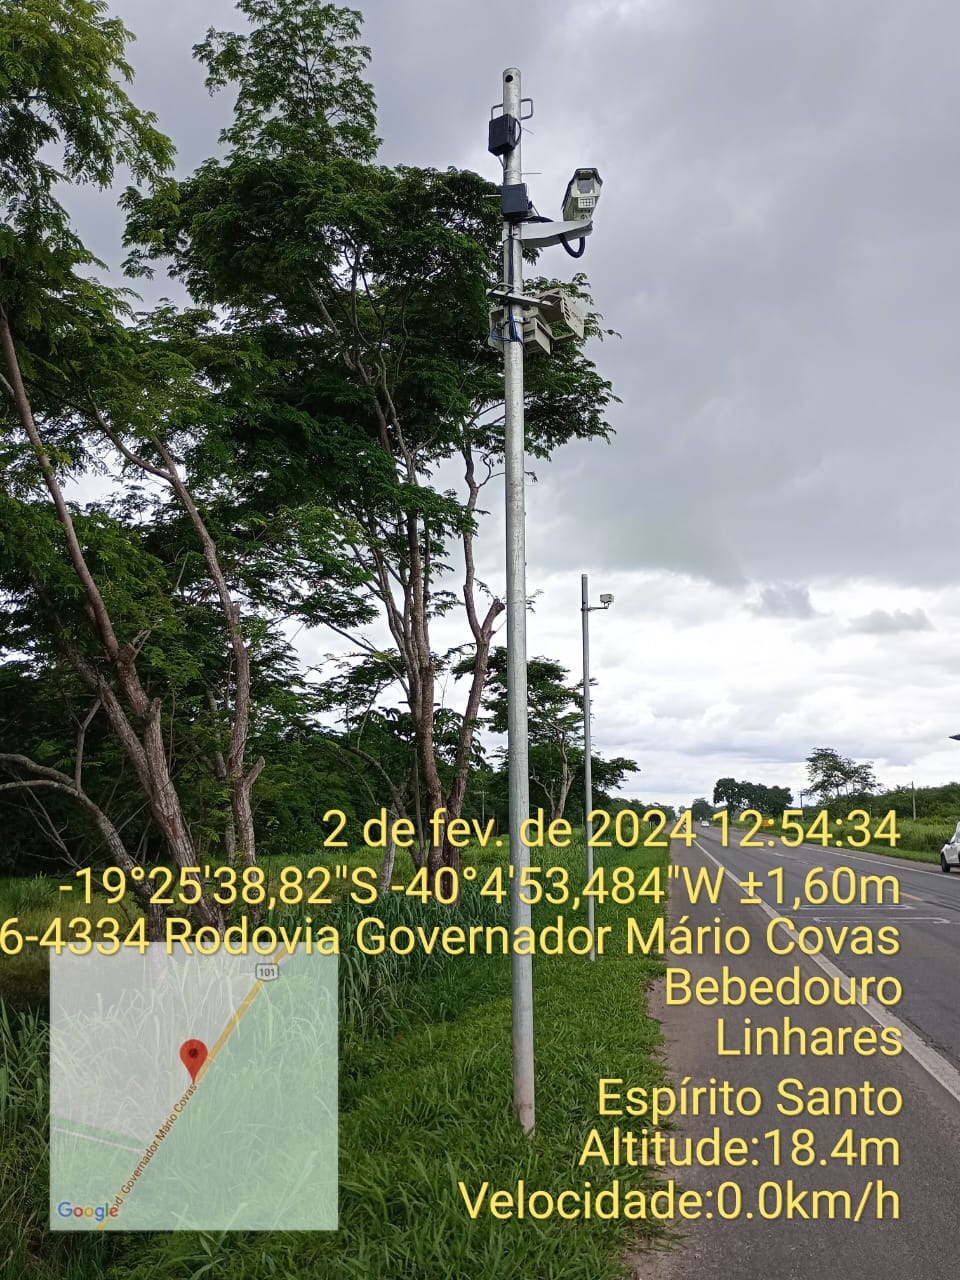 2 de fev. de 2024 12:54:34
-19°25'38,82"S -40°4'53,484"W ±1,60m
6-4334 Rodovia Governador Mário Covas
Bebedouro
Linhares
Espírito Santo
Altitude:18.4m
Velocidade:0.0km/h
101
Governador Mário Covas
Google